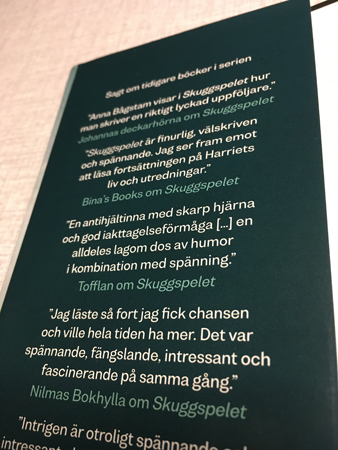 Sagt om tidigare böcker i serien
"Anna Bågstam visar i Skuggspelet hur
man skriver en riktigt lyckad uppföljare."
Johannas deckarhörna om Skuggspelet
"Skuggspelet är finurlig, välskriven
och spännande. Jag ser fram emot
att läsa fortsättningen på Harriets
liv och utredningar."
Bina's Books om Skuggspelet
"En antihjältinna med skarp hjärna
och god iakttagelseförmåga [...] en
alldeles lagom dos av humor
i kombination med spänning."
Tofflan om Skuggspelet
"Jag läste så fort jag fick chansen
och ville hela tiden ha mer. Det var
spännande, fängslande, intressant och
fascinerande på samma gång."
Nilmas Bokhylla om Skuggspelet
"Intrigen är otroligt spännande
intressant